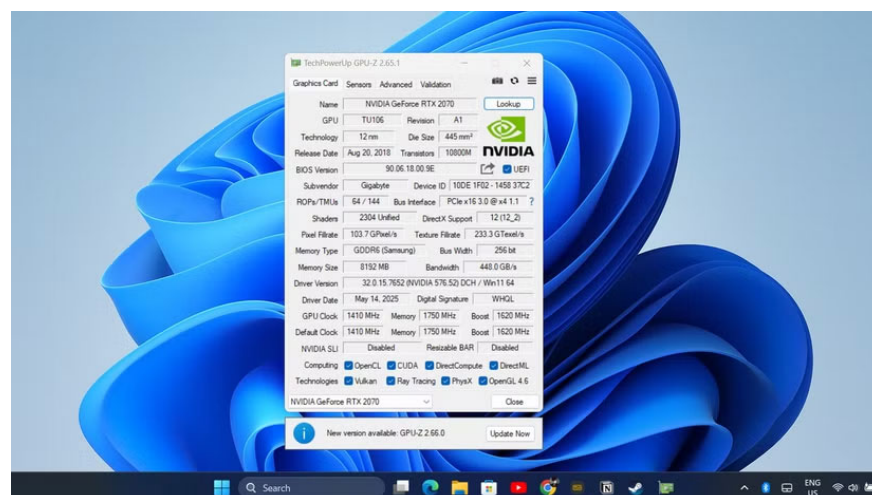 TechPowerUp GPU-Z 2.65.1
Graphics Card Sensors Advanced Validation
Name NVIDIA GeForce RTX 2070 Lookup
GPU TU106 Revision A1
Technology 12 nm Die Size 445 mm²
Release Date Aug 20, 2018 Transistors 10800M NVIDIA
BIOS Version 90.06.18.00.9E UEFI
Subvendor Gigabyte Device ID 10DE 1F02 - 1458 37C2
ROPs/TMUs 64 / 144 Bus Interface PCIe x16 3.0 @ x4 1.1 ?
Shaders 2304 Unified DirectX Support 12 (12_2)
Pixel Fillrate 103.7 GPixel/s Texture Fillrate 233.3 GTexel/s
Memory Type GDDR6 (Samsung) Bus Width 256 bit
Memory Size 8192 MB Bandwidth 448.0 GB/s
Driver Version 32.0.15.7652 (NVIDIA 576.52) DCH / Win11 64
Driver Date May 14, 2025 Digital Signature WHQL
GPU Clock 1410 MHz Memory 1750 MHz Boost 1620 MHz
Default Clock 1410 MHz Memory 1750 MHz Boost 1620 MHz
NVIDIA SLI Disabled Resizable BAR Disabled
Computing OpenCL CUDA DirectCompute DirectML
Technologies Vulkan Ray Tracing PhysX OpenGL 4.6
NVIDIA GeForce RTX 2070 Close
New version available: GPU-Z 2.66.0 Update Now
Search
ENG
US